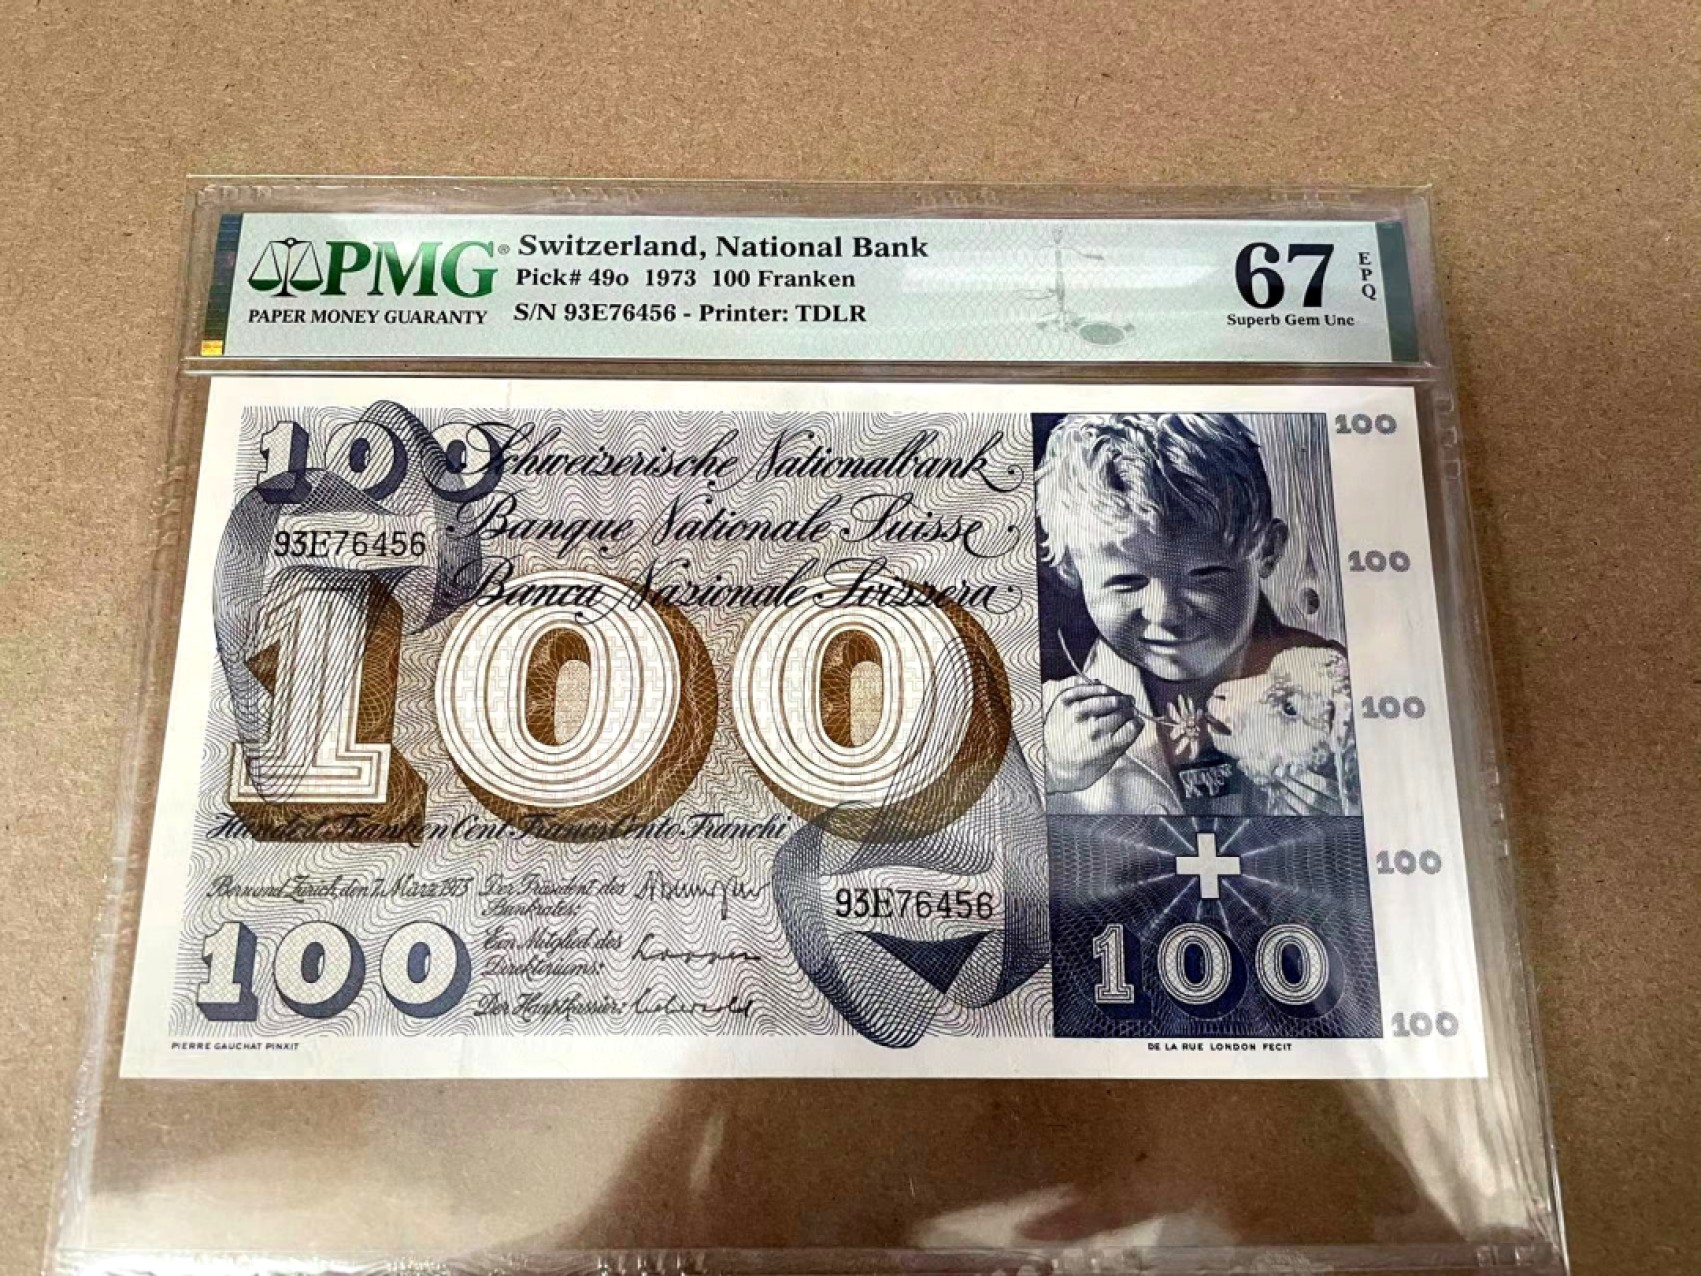 PMG®
PAPER MONEY GUARANTY
Switzerland, National Bank
Pick# 49o 1973 100 Franken
S/N 93E76456 - Printer: TDLR
67
EPQ
Superb Gem Unc
100
Schweizerische Nationalbank
Banque Nationale Suisse
Banca Nazionale Svizzera
93E76456
100
Hundert Franken Cent Francs Cento Franchi
Bern und Zürich, den 7. März 1973
Der Präsident des
Bankrates:
Ein Mitglied des
Direktoriums:
Der Hauptkassier:
93E76456
100
100
100
100
100
100
100
PIERRE GAUCHAT PINXIT
DE LA RUE LONDON FECIT